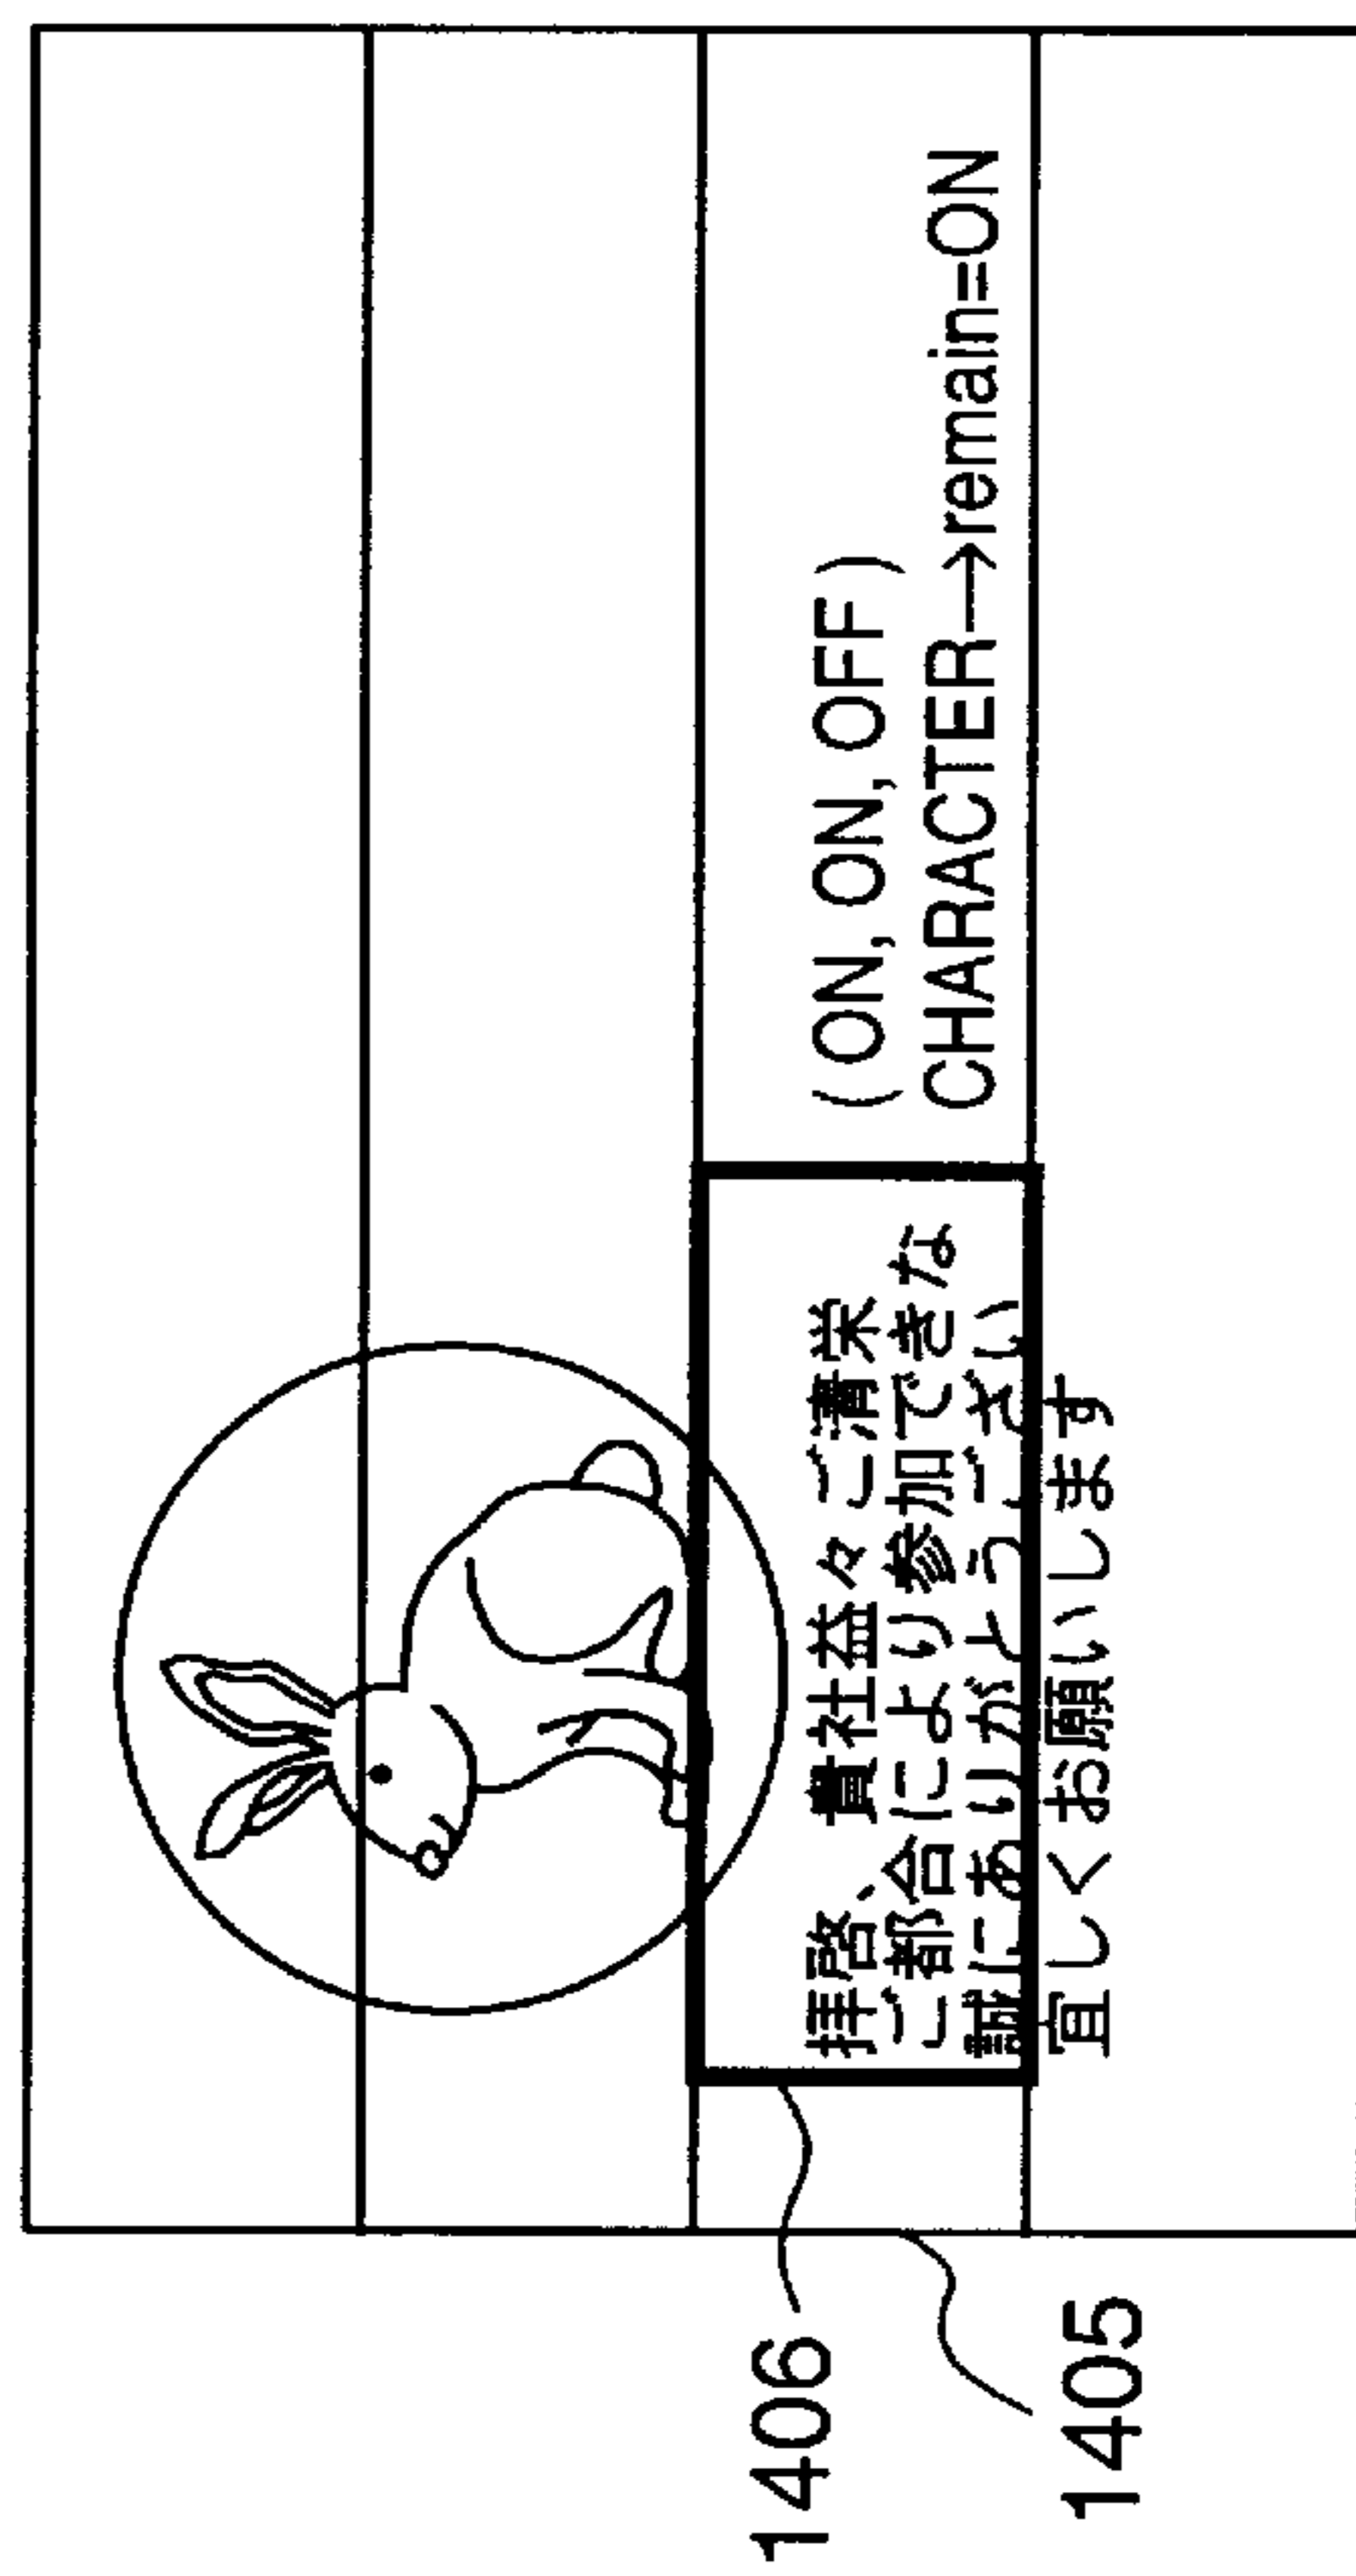 拝啓、貴社益々ご清栄
ご都合により参加できな
誠にありがとうござい
宜しくお願いします
(ON, ON, OFF)
CHARACTER→remain=ON
1406
1405